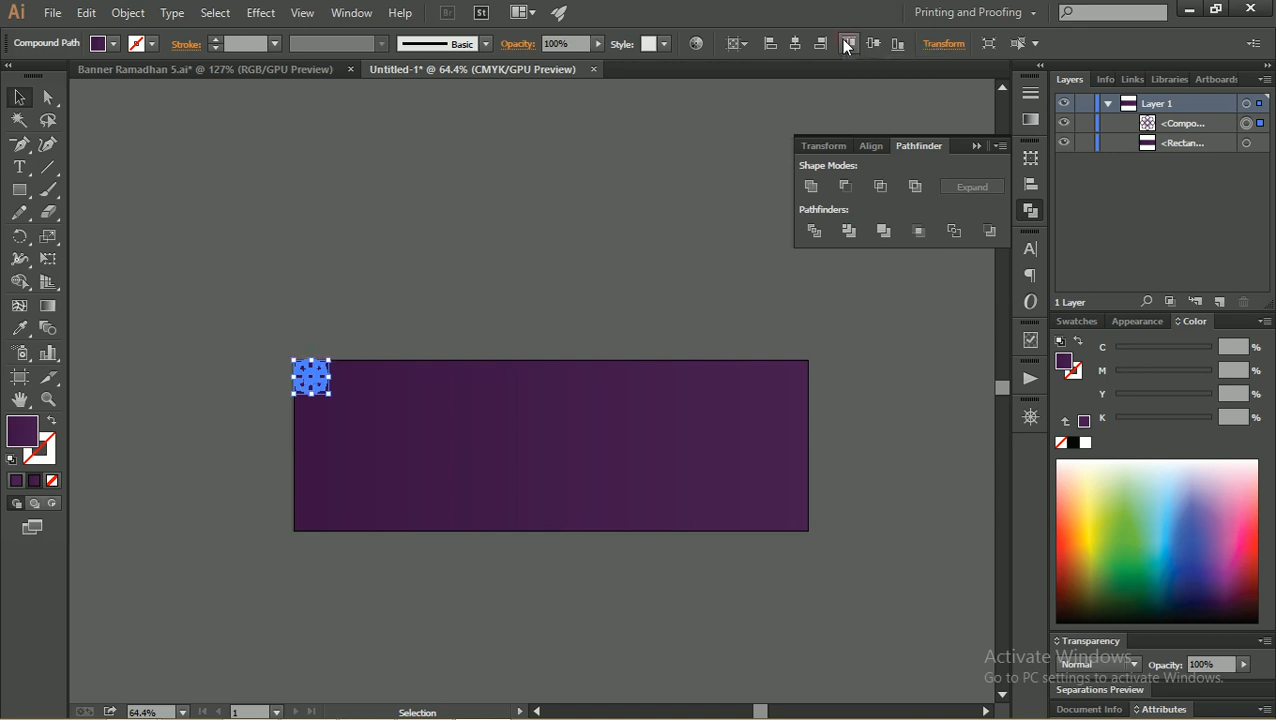 Ai File Edit Object Type Select Effect View Window Help Br St Printing and Proofing
Compound Path Stroke: Basic Opacity: 100% Style: Transform
Banner Ramadhan 5.ai* @ 127% (RGB/GPU Preview) × Untitled-1* @ 64.4% (CMYK/GPU Preview) ×
Layers Info Links Libraries Artboards
Layer 1
<Compo...
<Rectan...
Transform Align Pathfinder
Shape Modes:
Expand
Pathfinders:
1 Layer
Swatches Appearance Color
C %
M %
Y %
K %
Transparency
Normal Opacity: 100%
Separations Preview
Document Info Attributes
Activate Windows
Go to PC settings to activate Windows.
64.4% 1 Selection